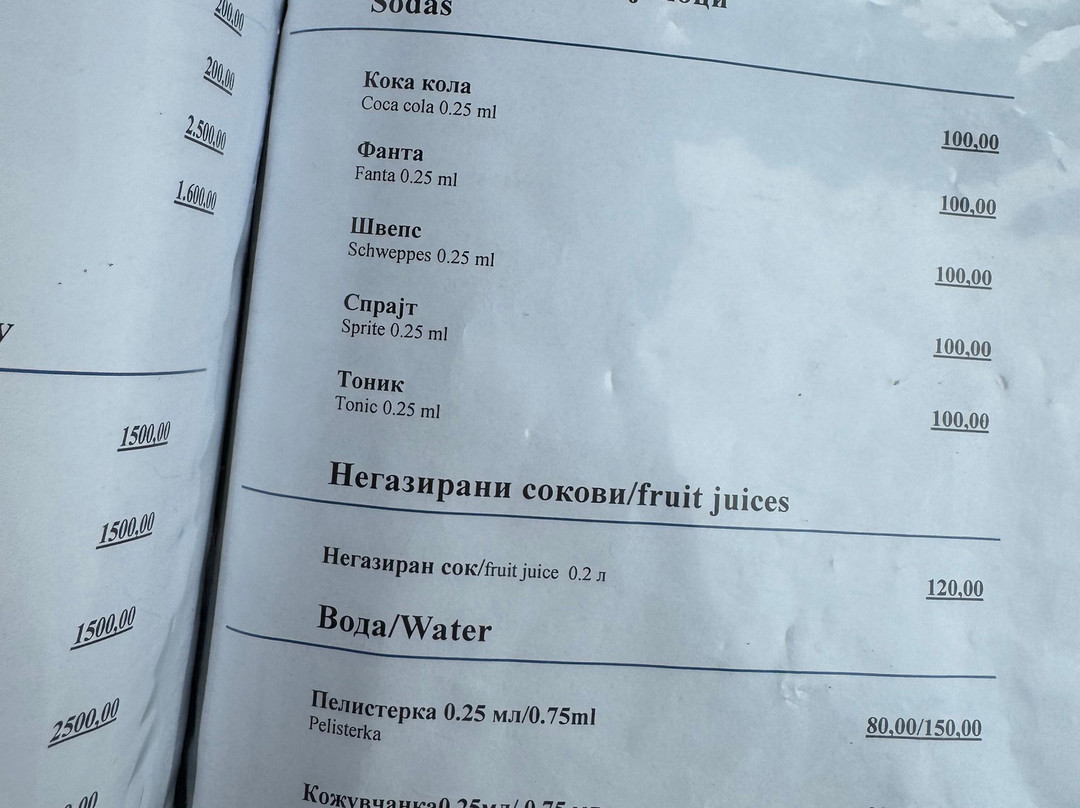 200,00
200,00
2.500,00
1.600,00
y
1500,00
1500,00
1500,00
2500,00
Sodas
Кока кола
Coca cola 0.25 ml
100,00
Фанта
Fanta 0.25 ml
100,00
Швепс
Schweppes 0.25 ml
100,00
Спрајт
Sprite 0.25 ml
100,00
Тоник
Tonic 0.25 ml
100,00
Негазирани сокови/fruit juices
Негазиран сок/fruit juice 0.2 л
120,00
Вода/Water
Пелистерка 0.25 мл/0.75ml
Pelisterka
80,00/150,00
Кожувчанка0,25мл/ 0,75